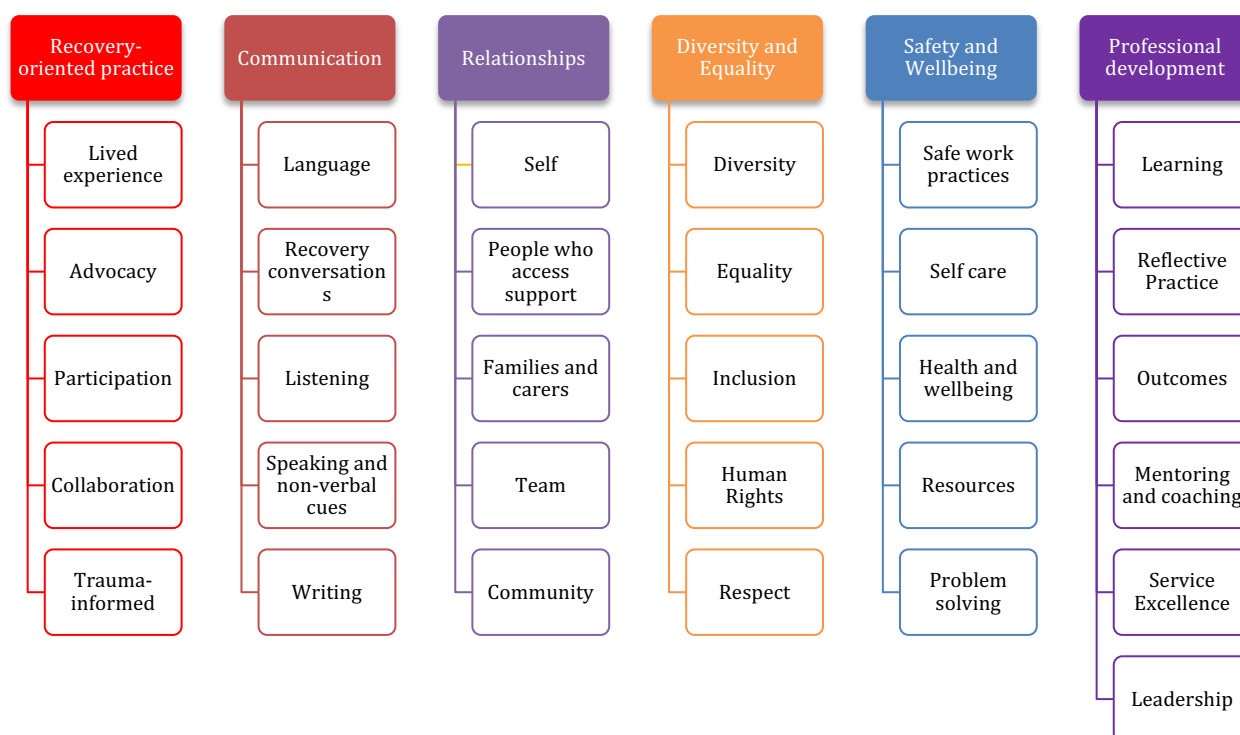 Recovery-
oriented practice
Lived
experience
Advocacy
Participation
Collaboration
Trauma-
informed
Communication
Language
Recovery
conversation
s
Listening
Speaking and
non-verbal
cues
Writing
Relationships
Self
People who
access
support
Families and
carers
Team
Community
Diversity and
Equality
Diversity
Equality
Inclusion
Human
Rights
Respect
Safety and
Wellbeing
Safe work
practices
Self care
Health and
wellbeing
Resources
Problem
solving
Professional
development
Learning
Reflective
Practice
Outcomes
Mentoring
and coaching
Service
Excellence
Leadership